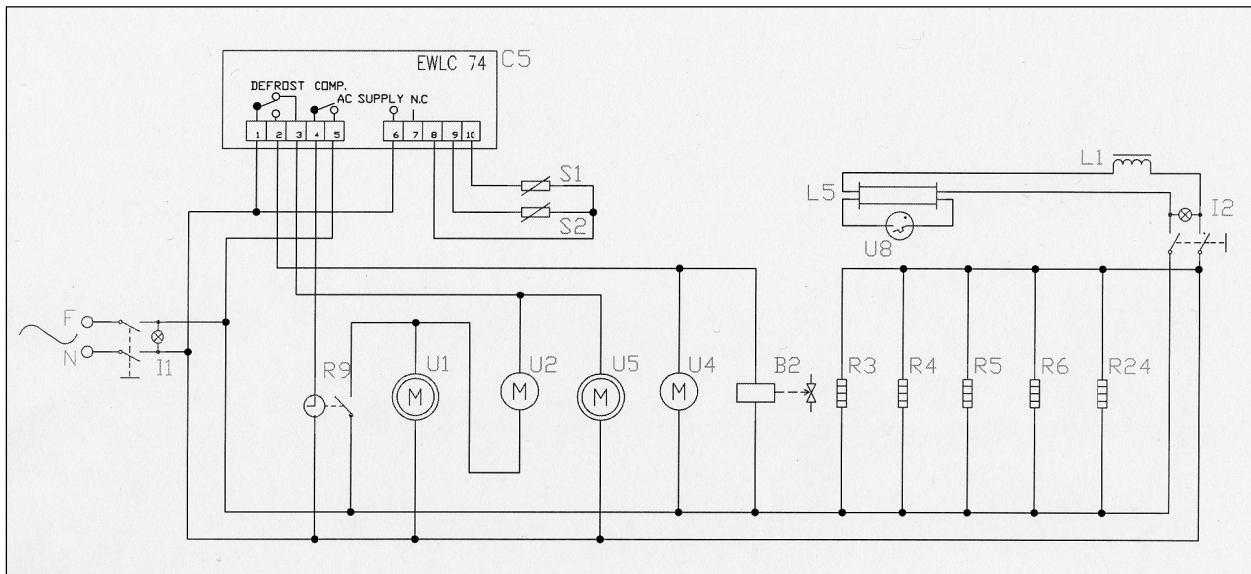 EWLC 74 C5
DEFROST COMP.
AC SUPPLY N.C
1 2 3 4 5 6 7 8 9 10
S1
S2
L1
L5
I2
U8
F
N
I1
R9 U1 U2 U5 U4 B2 R3 R4 R5 R6 R24
M M M M